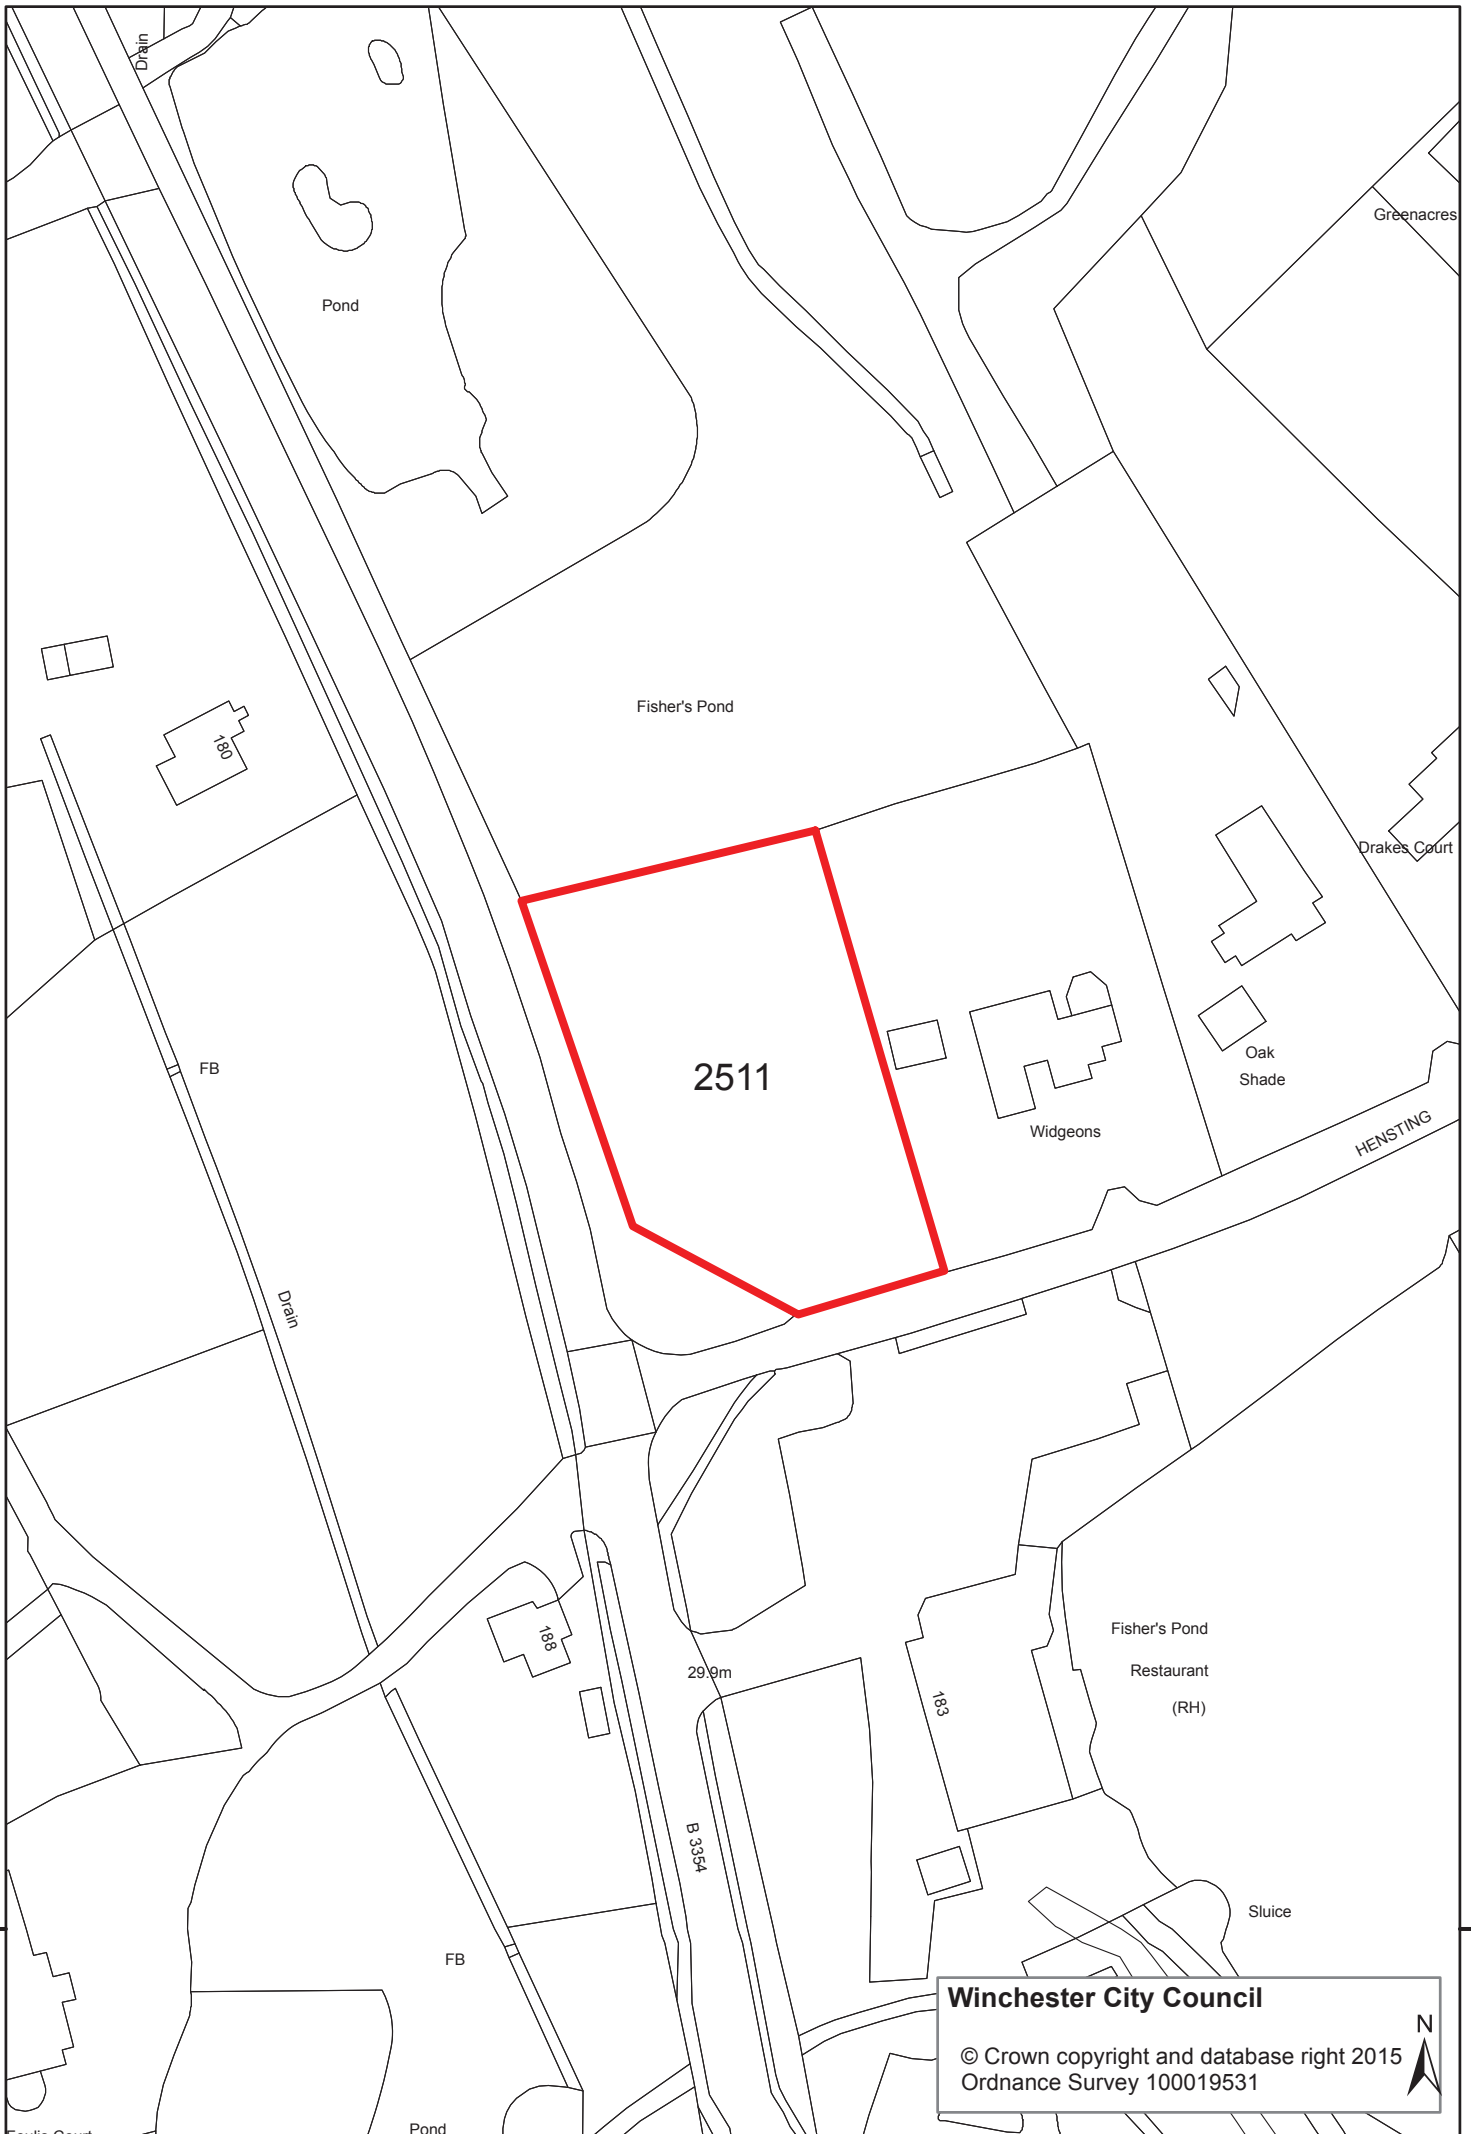 Drain
Greenacres
Pond
Fisher's Pond
180
Drakes Court
Oak
Shade
FB
2511
Widgeons
HENSTING
Drain
188
Fisher's Pond
Restaurant
(RH)
29.9m
183
B 3354
Sluice
FB
Winchester City Council
N
© Crown copyright and database right 2015
Ordnance Survey 100019531
Pond